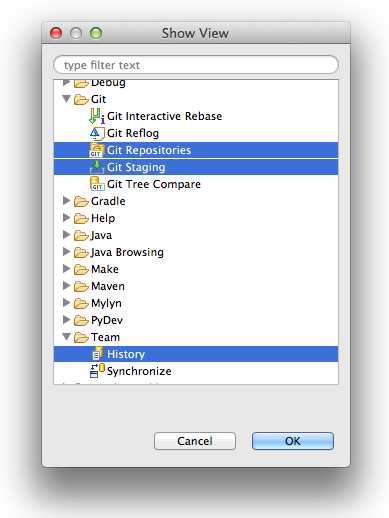 Show View
type filter text
Debug
Git
Git Interactive Rebase
Git Reflog
Git Repositories
Git Staging
Git Tree Compare
Gradle
Help
Java
Java Browsing
Make
Maven
Mylyn
PyDev
Team
History
Synchronize
Cancel OK